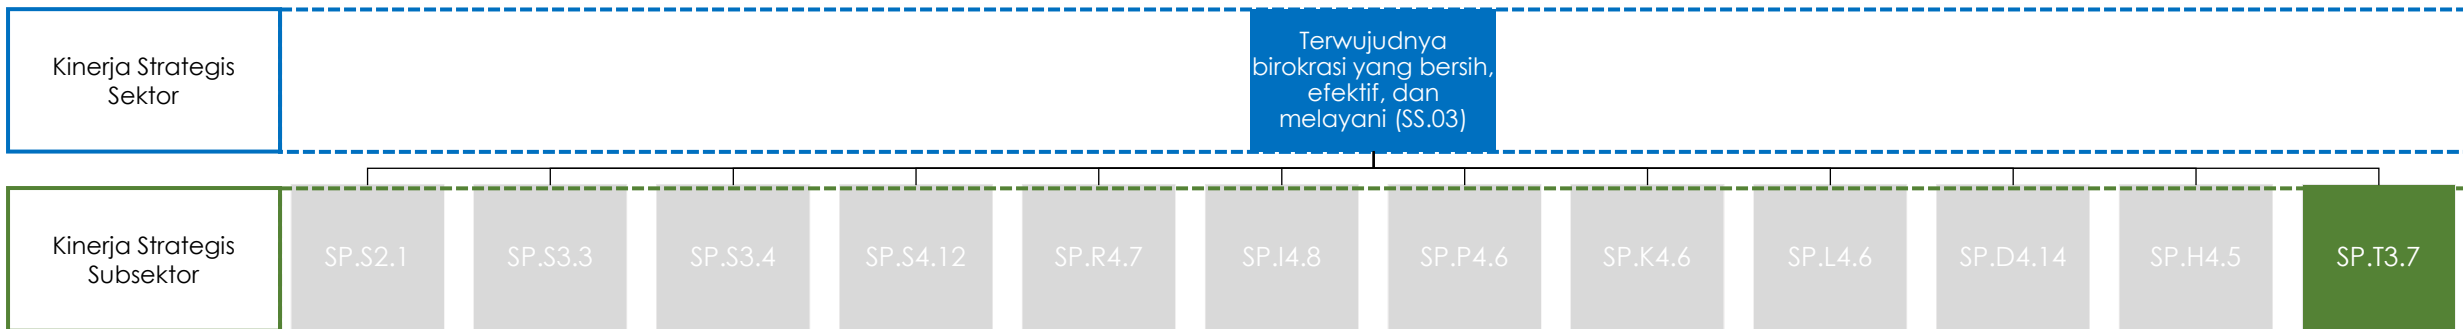 Kinerja Strategis
Sektor
Terwujudnya
birokrasi yang bersih,
efektif, dan
melayani (SS.03)
Kinerja Strategis
Subsektor
SP.S2.1
SP.S3.3
SP.S3.4
SP.S4.12
SP.R4.7
SP.I4.8
SP.P4.6
SP.K4.6
SP.L4.6
SP.D4.14
SP.H4.5
SP.T3.7